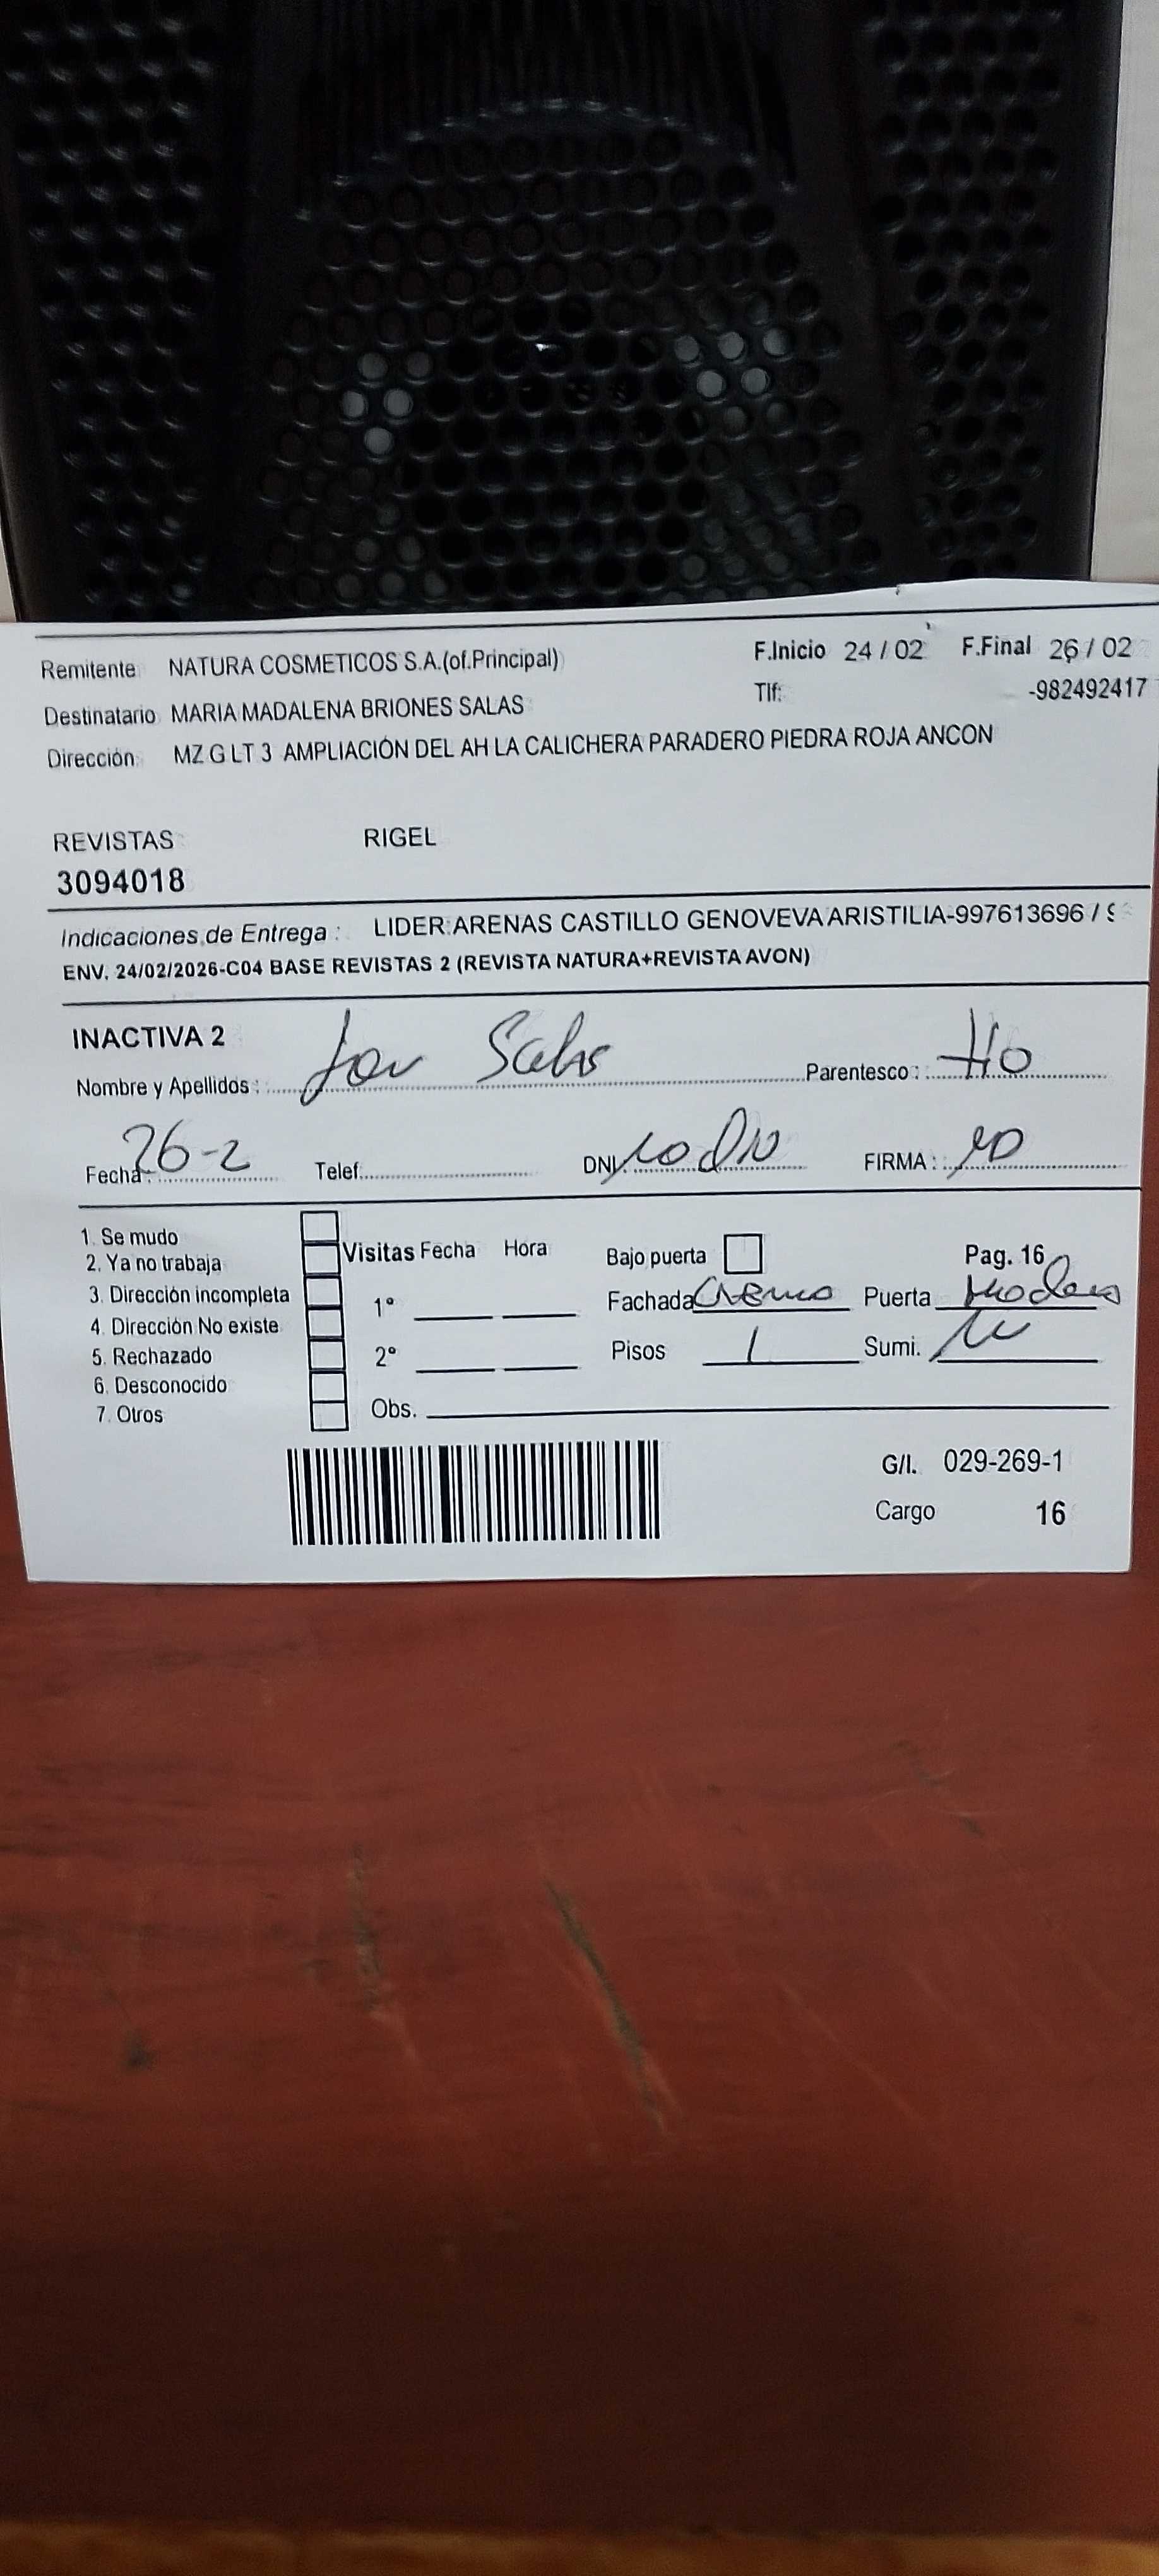 Remitente NATURA COSMETICOS S.A.(of.Principal) F.Inicio 24 / 02 F.Final 26 / 02
Destinatario MARIA MADALENA BRIONES SALAS Tlf: -982492417
Dirección: MZ G LT 3 AMPLIACIÓN DEL AH LA CALICHERA PARADERO PIEDRA ROJA ANCON
REVISTAS RIGEL
3094018
Indicaciones de Entrega : LIDER:ARENAS CASTILLO GENOVEVA ARISTILIA-997613696 /
ENV. 24/02/2026-C04 BASE REVISTAS 2 (REVISTA NATURA+REVISTA AVON)
INACTIVA 2
Nombre y Apellidos : Salas Parentesco : Ho
Fecha : 26-2 Telef. DNI FIRMA :
1. Se mudo
2. Ya no trabaja Visitas Fecha Hora Bajo puerta Pag. 16
3. Dirección incompleta 1° Fachada Puerta
4. Dirección No existe
5. Rechazado 2° Pisos 1 Sumi.
6. Desconocido
7. Otros Obs.
G/I. 029-269-1
Cargo 16